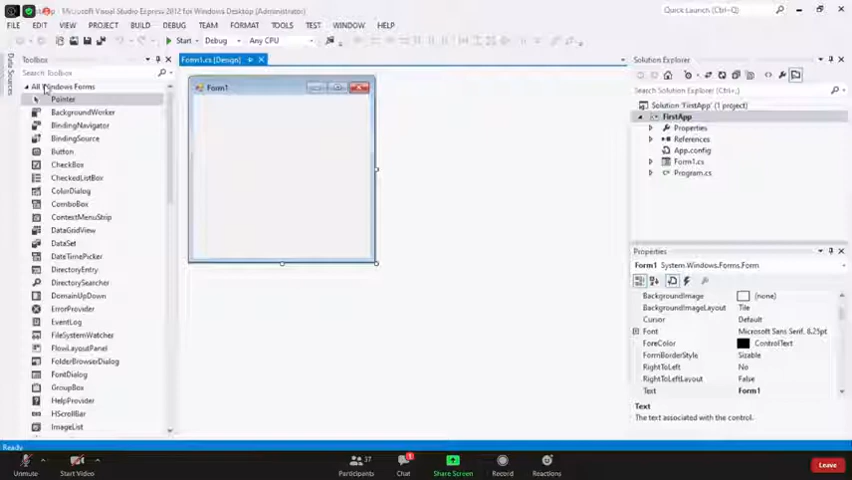 Microsoft Visual Studio Express 2012 for Windows Desktop (Administrator)
Quick Launch (Ctrl+Q)
FILE EDIT VIEW PROJECT BUILD DEBUG TEAM FORMAT TOOLS TEST WINDOW HELP
Start Debug Any CPU
Data Sources
Toolbox
Search Toolbox
All Windows Forms
Pointer
BackgroundWorker
BindingNavigator
BindingSource
Button
CheckBox
CheckedListBox
ColorDialog
ComboBox
ContextMenuStrip
DataGridView
DataSet
DateTimePicker
DirectoryEntry
DirectorySearcher
DomainUpDown
ErrorProvider
EventLog
FileSystemWatcher
FlowLayoutPanel
FolderBrowserDialog
FontDialog
GroupBox
HelpProvider
HScrollBar
ImageList
Form1.cs [Design]
Form1
Solution Explorer
Search Solution Explorer (Ctrl+;)
Solution 'FirstApp' (1 project)
FirstApp
Properties
References
App.config
Form1.cs
Program.cs
Properties
Form1 System.Windows.Forms.Form
BackgroundImage (none)
BackgroundImageLayout Tile
Cursor Default
Font Microsoft Sans Serif, 8.25pt
ForeColor ControlText
FormBorderStyle Sizable
RightToLeft No
RightToLeftLayout False
Text Form1
Text
The text associated with the control.
Ready
Unmute
Start Video
37
Participants
1
Chat
Share Screen
Record
Reactions
Leave